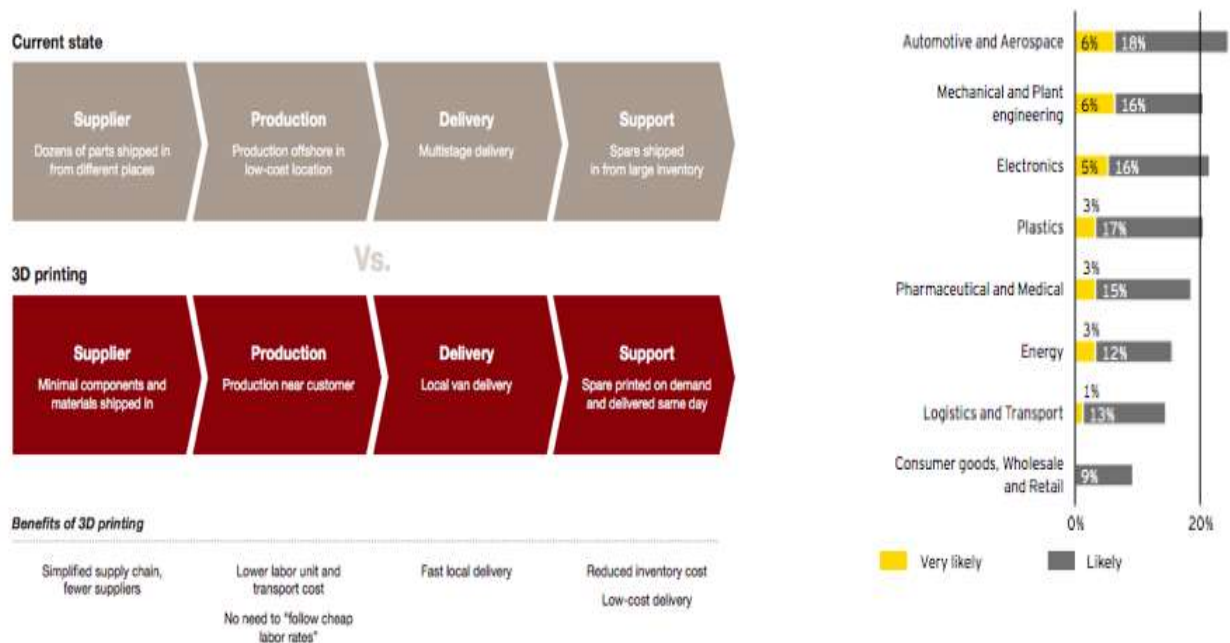 Current state
Supplier
Dozens of parts shipped in
from different places
Production
Production offshore in
low-cost location
Delivery
Multistage delivery
Support
Spare shipped
in from large inventory
Vs.
3D printing
Supplier
Minimal components and
materials shipped in
Production
Production near customer
Delivery
Local van delivery
Support
Spare printed on demand
and delivered same day
Benefits of 3D printing
Simplified supply chain,
fewer suppliers
Lower labor unit and
transport cost
No need to "follow cheap
labor rates"
Fast local delivery
Reduced inventory cost
Low-cost delivery
Automotive and Aerospace
6% 18%
Mechanical and Plant
engineering
6% 16%
Electronics
5% 16%
3%
Plastics
17%
3%
Pharmaceutical and Medical
15%
3%
Energy
12%
1%
Logistics and Transport
13%
Consumer goods, Wholesale
and Retail
9%
0% 20%
Very likely Likely